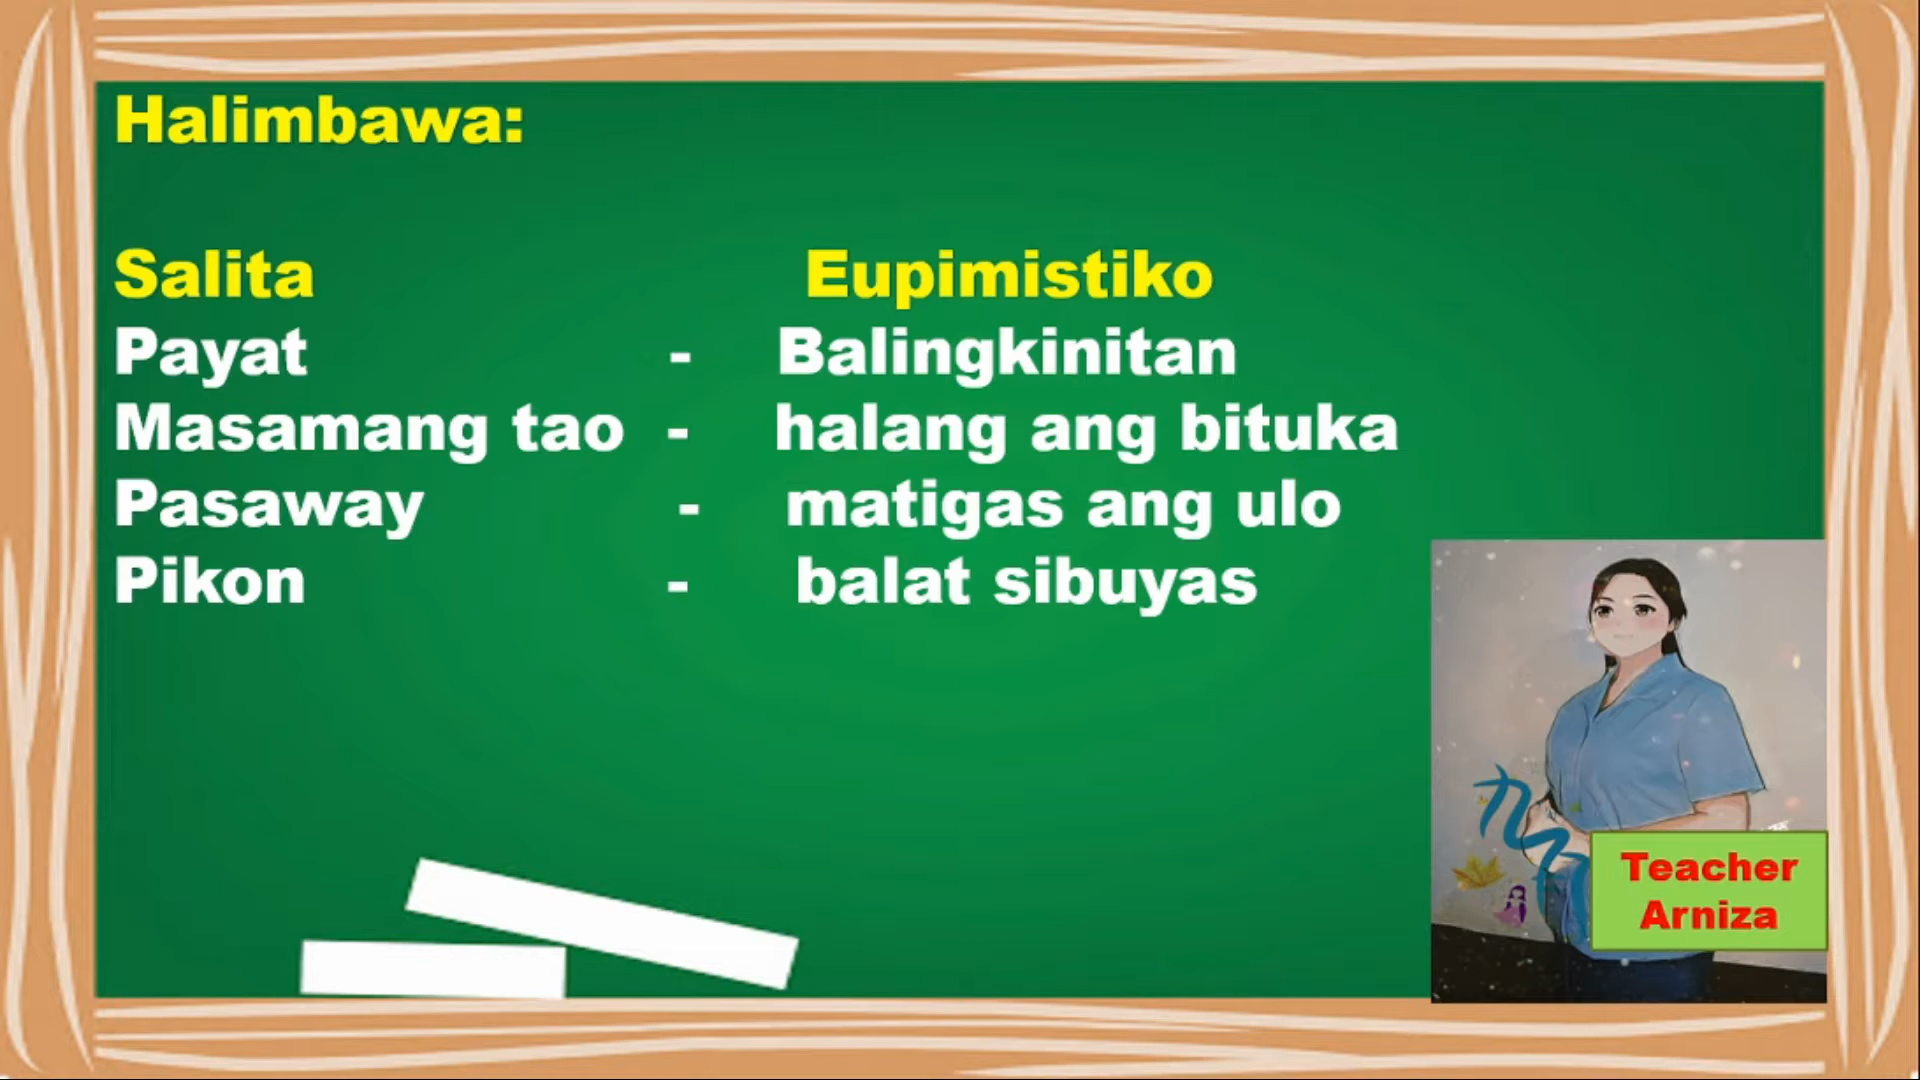 Halimbawa:
Salita Eupimistiko
Payat - Balingkinitan
Masamang tao - halang ang bituka
Pasaway - matigas ang ulo
Pikon - balat sibuyas
Teacher
Arniza